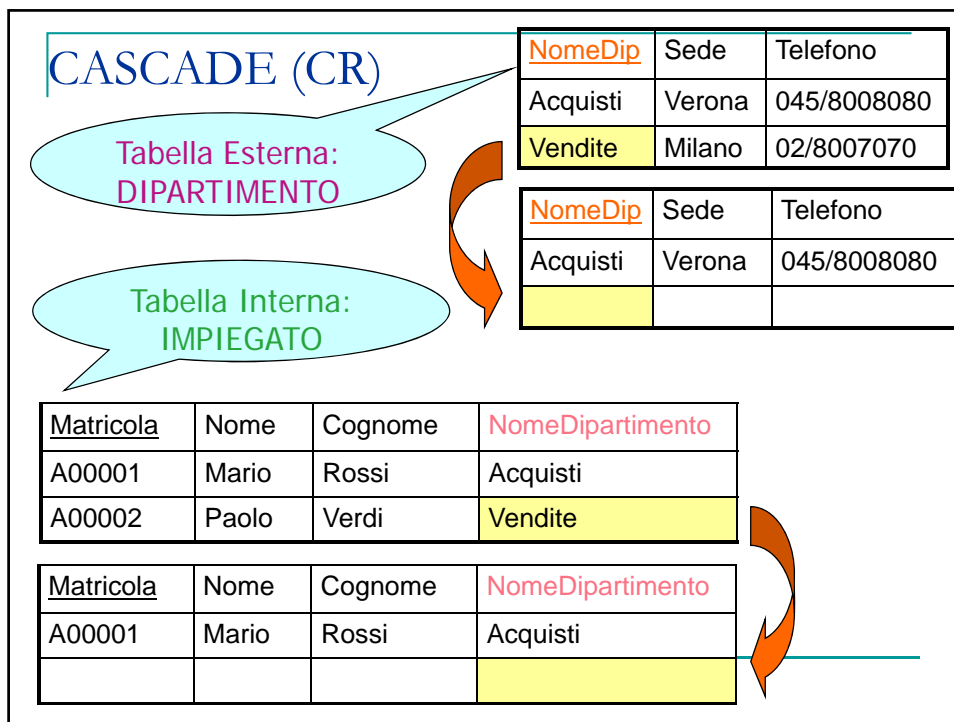 CASCADE (CR)
NomeDip Sede Telefono
Acquisti Verona 045/8008080
Vendite Milano 02/8007070
Tabella Esterna:
DIPARTIMENTO
NomeDip Sede Telefono
Acquisti Verona 045/8008080
Tabella Interna:
IMPIEGATO
Matricola Nome Cognome NomeDipartimento
A00001 Mario Rossi Acquisti
A00002 Paolo Verdi Vendite
Matricola Nome Cognome NomeDipartimento
A00001 Mario Rossi Acquisti